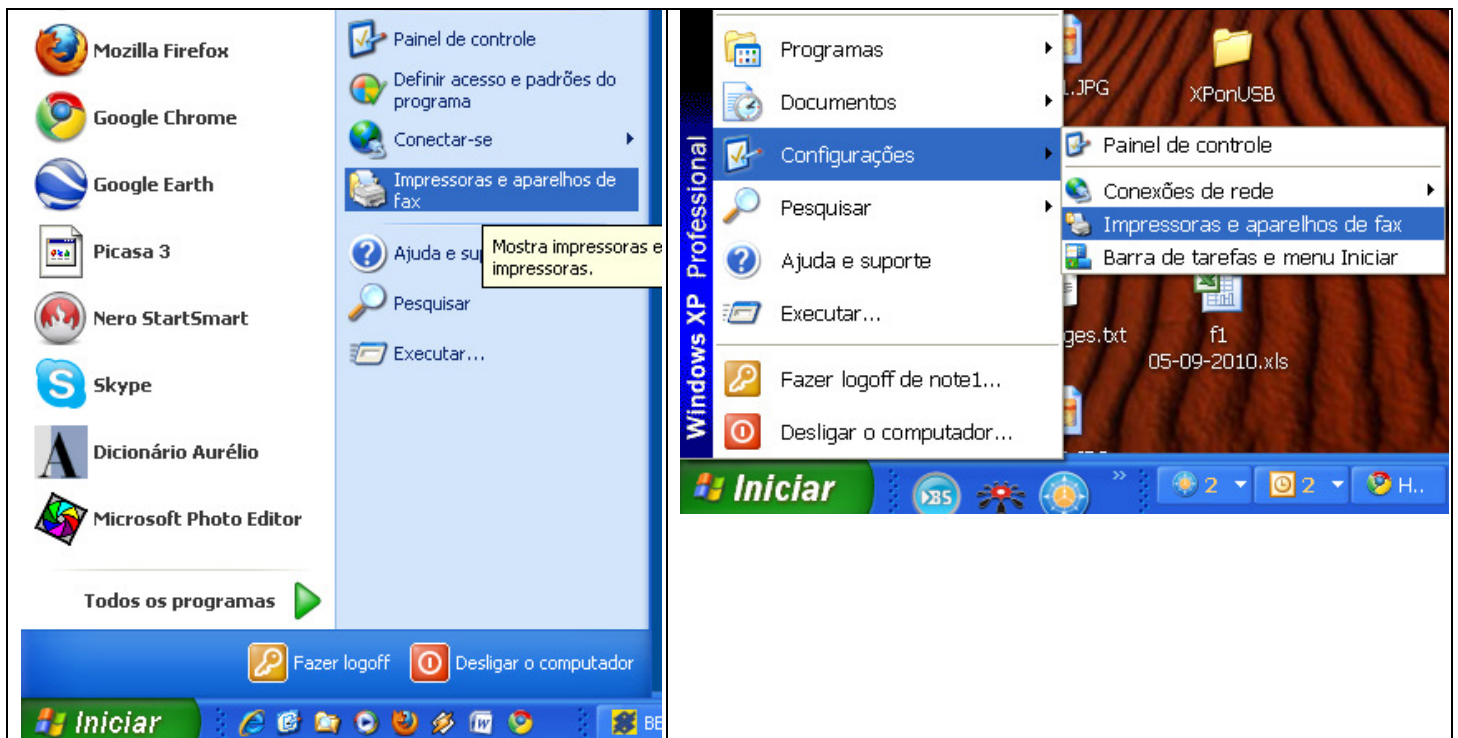 Mozilla Firefox
Google Chrome
Google Earth
Picasa 3
Nero StartSmart
Skype
Dicionário Aurélio
Microsoft Photo Editor
Todos os programas
Painel de controle
Definir acesso e padrões do
programa
Conectar-se
Impressoras e aparelhos de
fax
Ajuda e su
Mostra impressoras e
impressoras.
Pesquisar
Executar...
Fazer logoff
Desligar o computador
Iniciar
BE
Windows XP Professional
Programas
Documentos
Configurações
Pesquisar
Ajuda e suporte
Executar...
Fazer logoff de note1...
Desligar o computador...
Painel de controle
Conexões de rede
Impressoras e aparelhos de fax
Barra de tarefas e menu Iniciar
.JPG
XPonUSB
ges.txt
f1
05-09-2010.xls
Iniciar
BS
2
2
H..